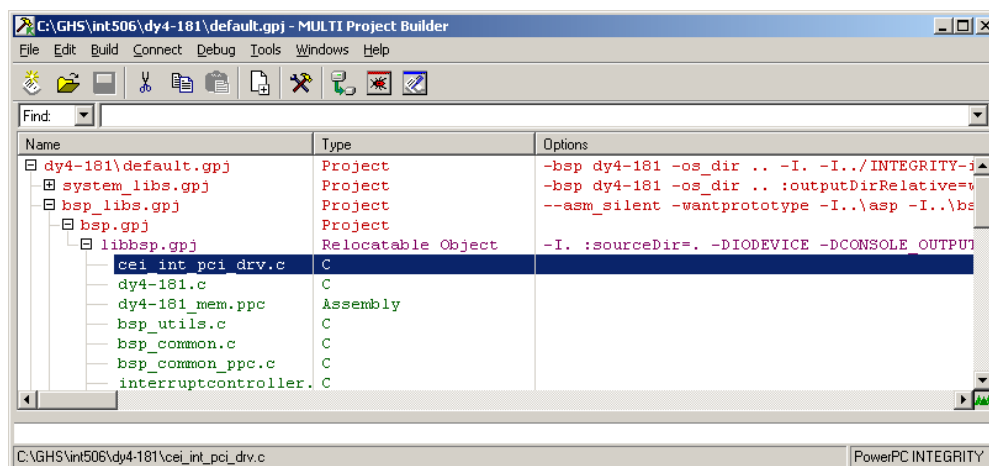 C:\GHS\int506\dy4-181\default.gpj - MULTI Project Builder
File Edit Build Connect Debug Tools Windows Help
Find:
Name Type Options
dy4-181\default.gpj Project -bsp dy4-181 -os_dir .. -I. -I../INTEGRITY-i
system_libs.gpj Project -bsp dy4-181 -os_dir .. :outputDirRelative=w
bsp_libs.gpj Project --asm_silent -wantprototype -I..\asp -I..\bs
bsp.gpj Project
libbsp.gpj Relocatable Object -I. :sourceDir=. -DIODEVICE -DCONSOLE_OUTPUT
cei_int_pci_drv.c C
dy4-181.c C
dy4-181_mem.ppc Assembly
bsp_utils.c C
bsp_common.c C
bsp_common_ppc.c C
interruptcontroller. C
C:\GHS\int506\dy4-181\cei_int_pci_drv.c PowerPC INTEGRITY